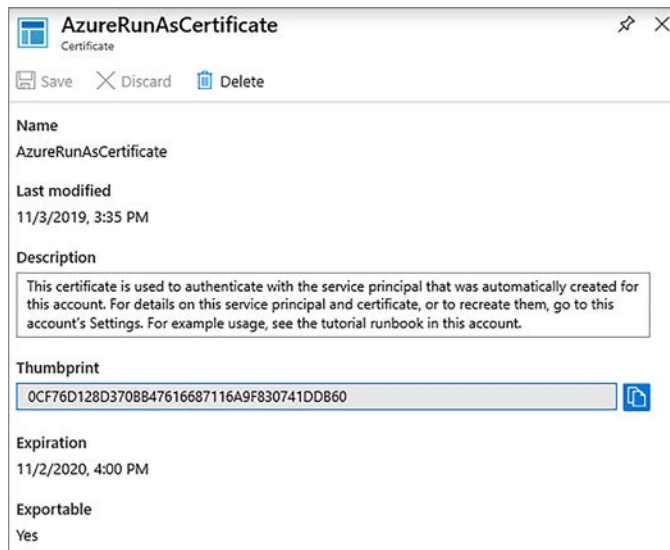 AzureRunAsCertificate
Certificate
Save Discard Delete
Name
AzureRunAsCertificate
Last modified
11/3/2019, 3:35 PM
Description
This certificate is used to authenticate with the service principal that was automatically created for
this account. For details on this service principal and certificate, or to recreate them, go to this
account's Settings. For example usage, see the tutorial runbook in this account.
Thumbprint
0CF76D128D370BB47616687116A9F830741DDB60
Expiration
11/2/2020, 4:00 PM
Exportable
Yes